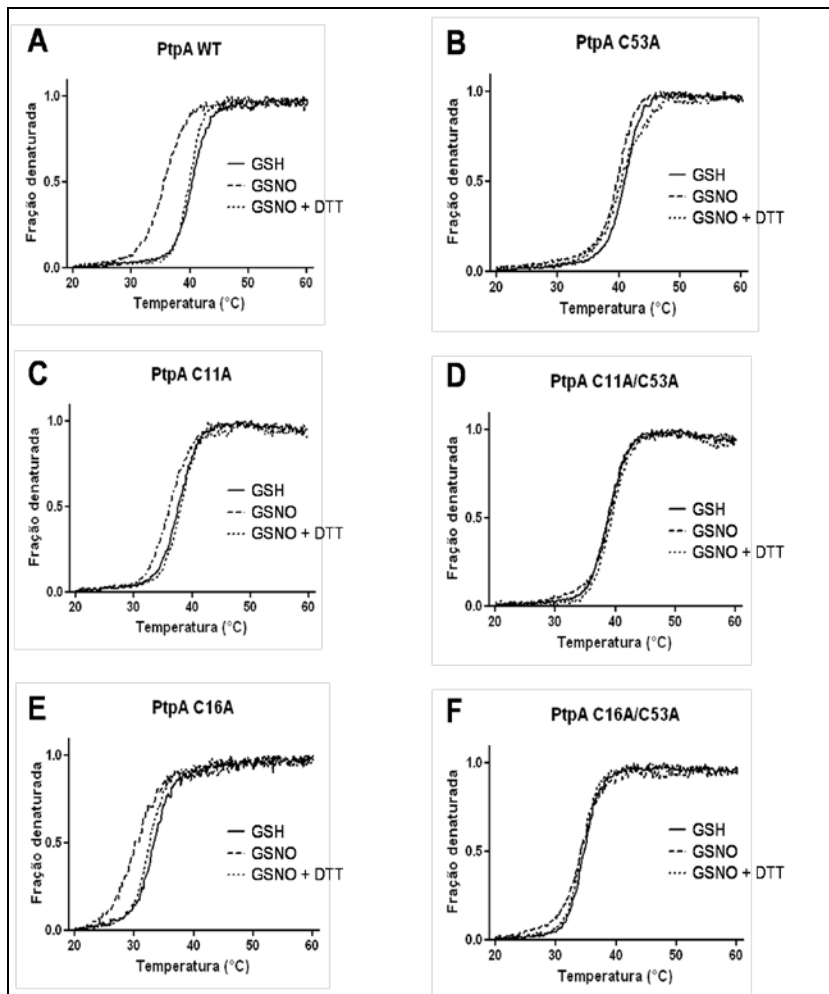 A
PtpA WT
Fração denaturada
1.0
0.5
0.0
GSH
GSNO
GSNO + DTT
20 30 40 50 60
Temperatura (°C)
B
PtpA C53A
Fração denaturada
1.0
0.5
0.0
GSH
GSNO
GSNO + DTT
20 30 40 50 60
Temperatura (°C)
C
PtpA C11A
Fração denaturada
1.0
0.5
0.0
GSH
GSNO
GSNO + DTT
20 30 40 50 60
Temperatura (°C)
D
PtpA C11A/C53A
Fração denaturada
1.0
0.5
0.0
GSH
GSNO
GSNO + DTT
20 30 40 50 60
Temperatura (°C)
E
PtpA C16A
Fração denaturada
1.0
0.5
0.0
GSH
GSNO
GSNO + DTT
20 30 40 50 60
Temperatura (°C)
F
PtpA C16A/C53A
Fração denaturada
1.0
0.5
0.0
GSH
GSNO
GSNO + DTT
20 30 40 50 60
Temperatura (°C)